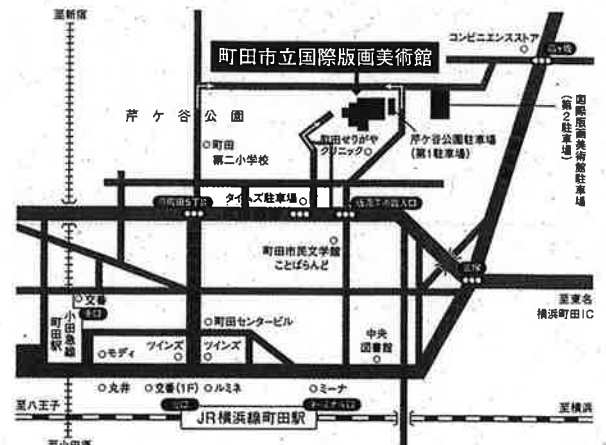 至新宿
コンビニエンスストア
町田市立国際版画美術館
芹ヶ谷公園
町田
第二小学校
町田せりがや
クリニック
芹ケ谷公園駐車場
(第1駐車場)
国際版画美術館駐車場
(第2駐車場)
タイムズ駐車場
町田市民文学館
ことばらんど
至東名
横浜町田IC
交番
小田急線
町田駅
町田センタービル
モディ
ツインズ
ツインズ
中央
図書館
丸井
交番(1F)
ルミネ
ミーナ
至八王子
至横浜
JR横浜線町田駅